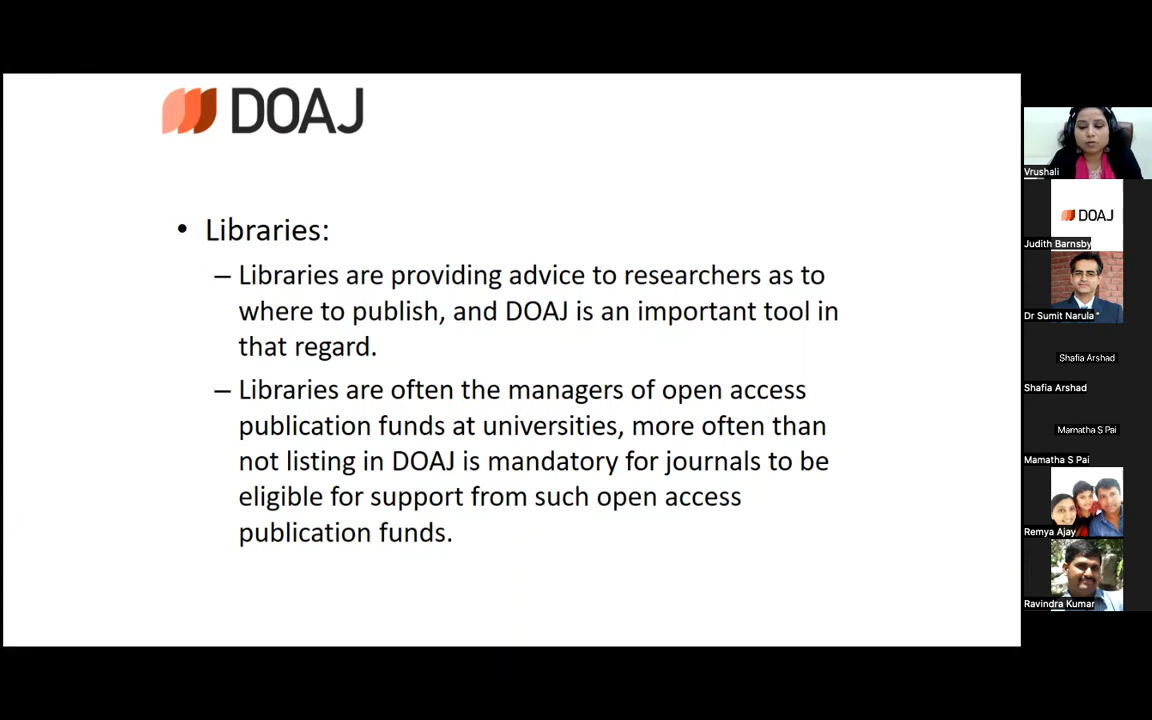 DOAJ
• Libraries:
– Libraries are providing advice to researchers as to
where to publish, and DOAJ is an important tool in
that regard.
– Libraries are often the managers of open access
publication funds at universities, more often than
not listing in DOAJ is mandatory for journals to be
eligible for support from such open access
publication funds.
Vrushali
DOAJ
Judith Barnsby
Dr Sumit Narula
Shafia Arshad
Shafia Arshad
Mamatha S Pai
Mamatha S Pai
Remya Ajay
Ravindra Kumar